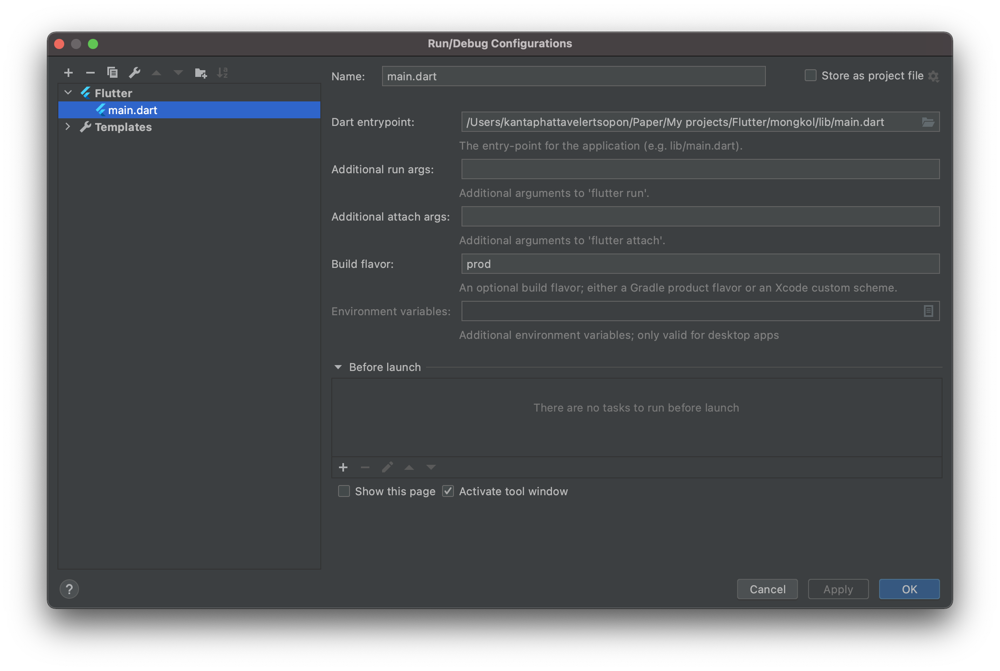 Run/Debug Configurations
Flutter
main.dart
Templates
Name: main.dart
Store as project file
Dart entrypoint: /Users/kantaphattavelertsopon/Paper/My projects/Flutter/mongkol/lib/main.dart
The entry-point for the application (e.g. lib/main.dart).
Additional run args:
Additional arguments to 'flutter run'.
Additional attach args:
Additional arguments to 'flutter attach'.
Build flavor: prod
An optional build flavor; either a Gradle product flavor or an Xcode custom scheme.
Environment variables:
Additional environment variables; only valid for desktop apps
Before launch
There are no tasks to run before launch
Show this page Activate tool window
? Cancel Apply OK